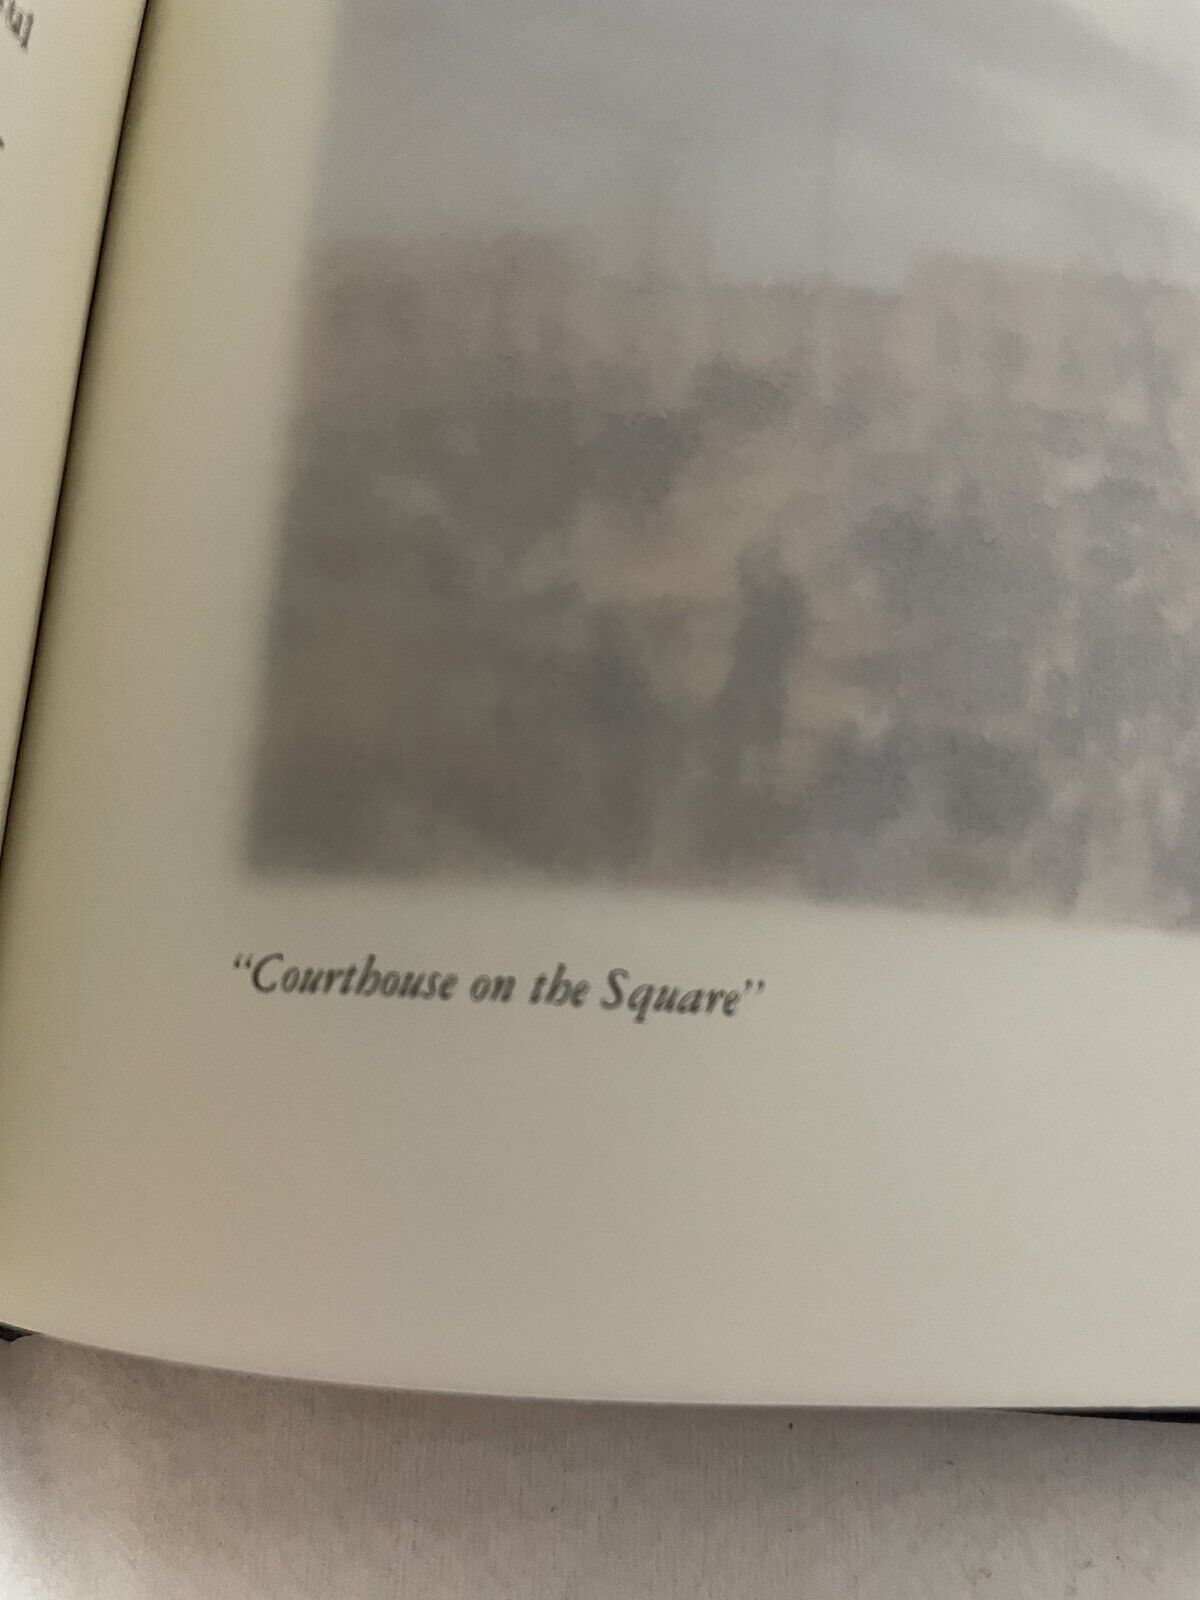 "Courthouse on the Square"